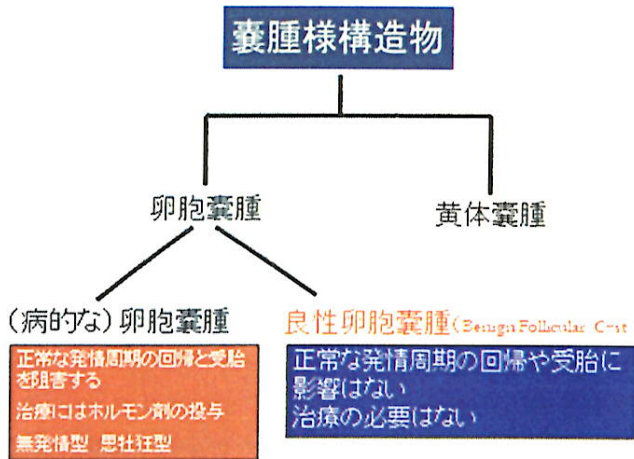 嚢腫様構造物
卵胞嚢腫
黄体嚢腫
(病的な)卵胞嚢腫
良性卵胞嚢腫(Benign Follicular Cyst
正常な発情周期の回帰と受胎
を阻害する
治療にはホルモン剤の投与
無発情型 思牡狂型
正常な発情周期の回帰や受胎に
影響はない
治療の必要はない